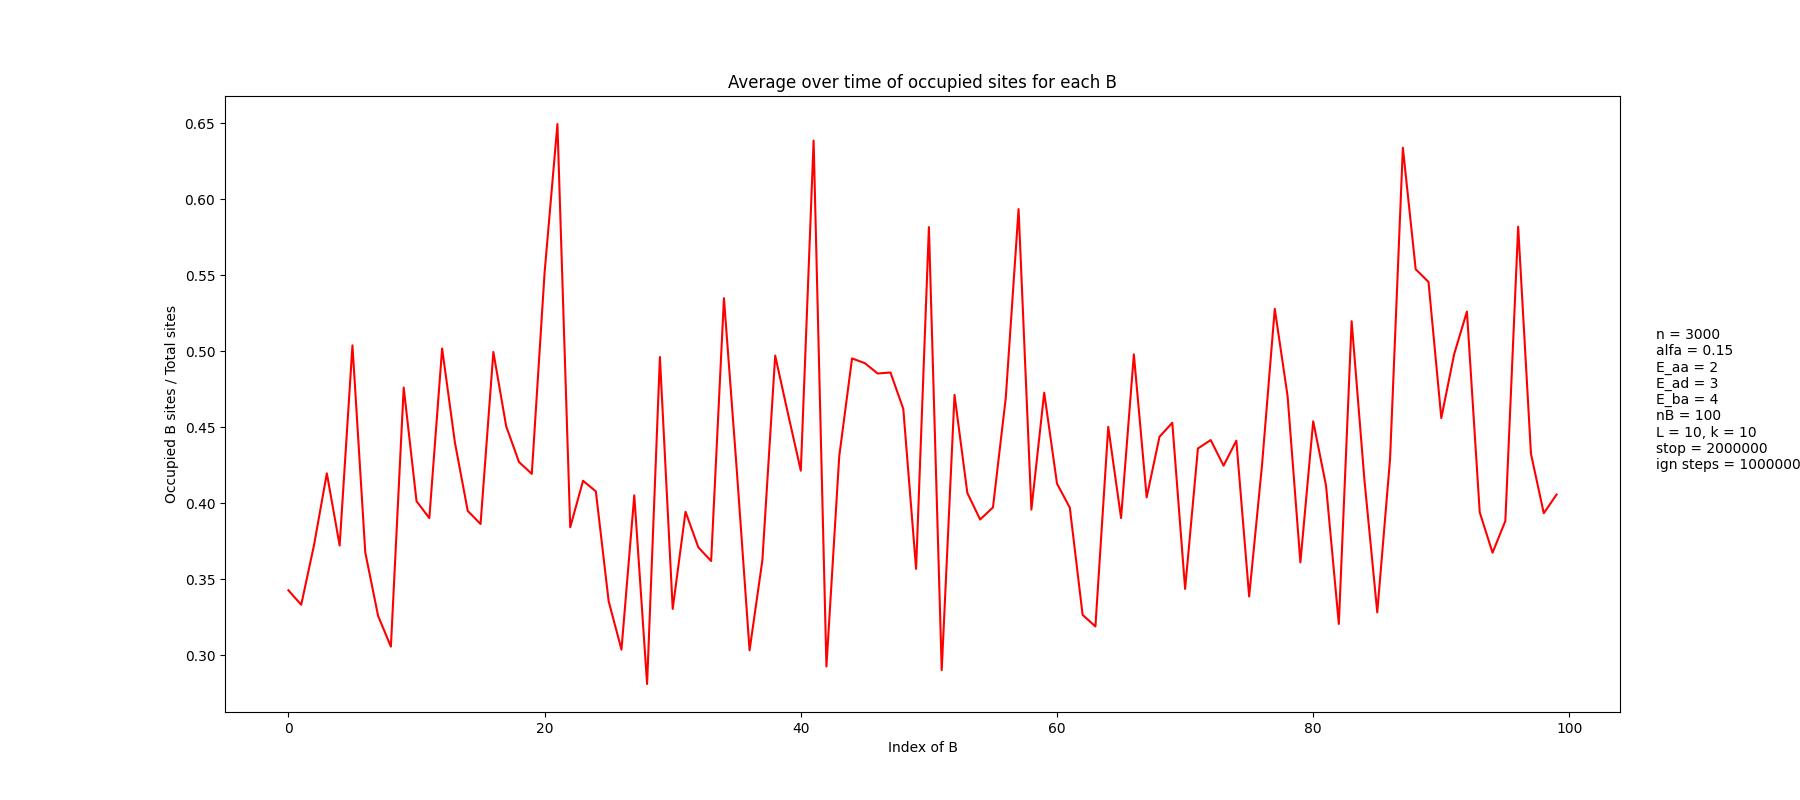 Average over time of occupied sites for each B
Occupied B sites / Total sites
0.65
0.60
0.55
0.50
0.45
0.40
0.35
0.30
0
20
40
60
80
100
Index of B
n = 3000
alfa = 0.15
E_aa = 2
E_ad = 3
E_ba = 4
nB = 100
L = 10, k = 10
stop = 2000000
ign steps = 1000000